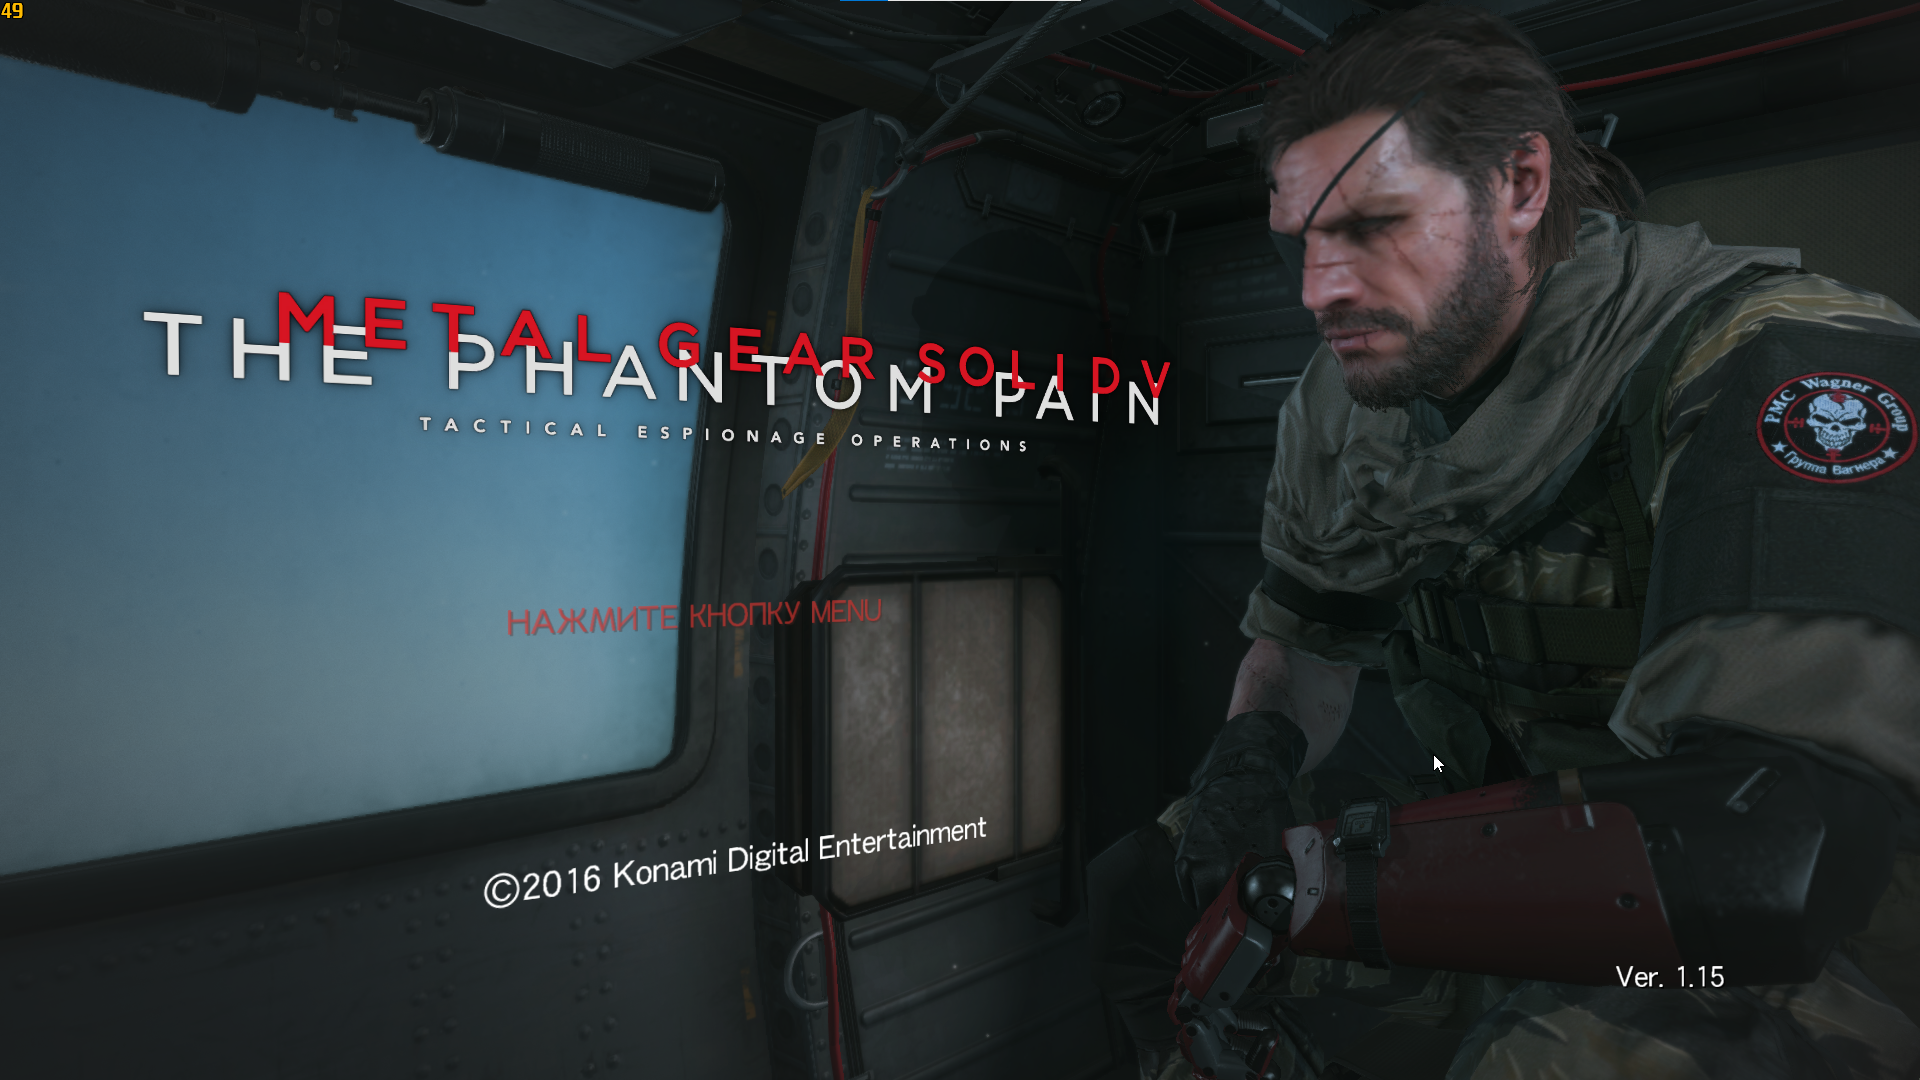 49
METAL GEAR SOLID V
THE PHANTOM PAIN
TACTICAL ESPIONAGE OPERATIONS
PMC Wagner Group
Группа Вагнера
НАЖМИТЕ КНОПКУ MENU
©2016 Konami Digital Entertainment
Ver. 1.15